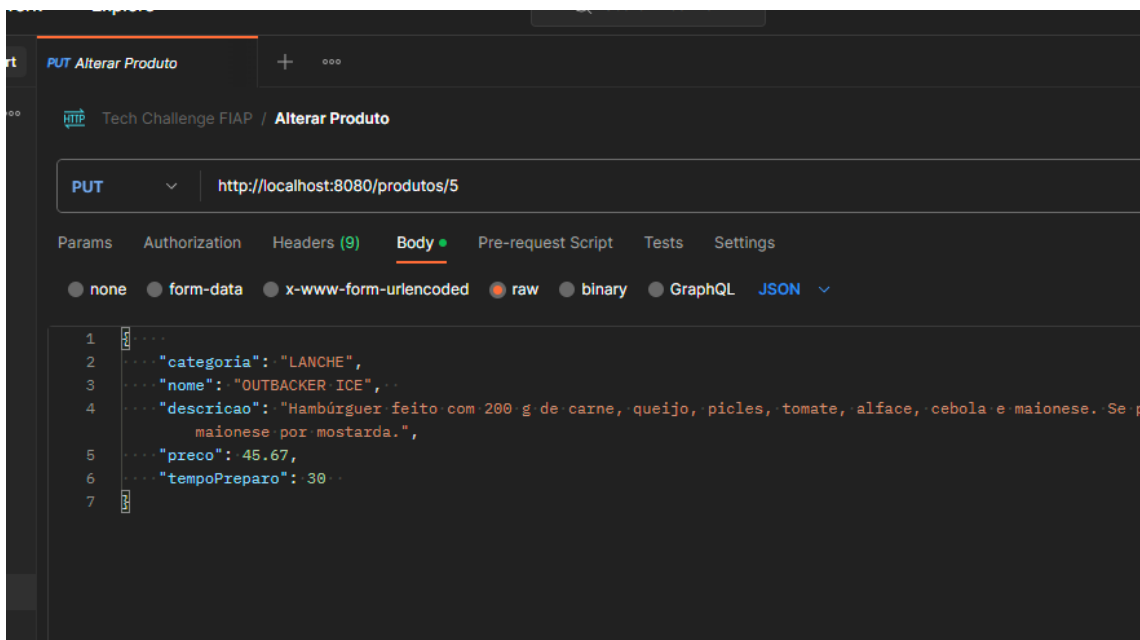 rt
PUT Alterar Produto
HTTP Tech Challenge FIAP / Alterar Produto
PUT http://localhost:8080/produtos/5
Params Authorization Headers (9) Body Pre-request Script Tests Settings
none form-data x-www-form-urlencoded raw binary GraphQL JSON
1 {
2 "categoria": "LANCHE",
3 "nome": "OUTBACKER ICE",
4 "descricao": "Hambúrguer feito com 200 g de carne, queijo, picles, tomate, alface, cebola e maionese. Se
maionese por mostarda.",
5 "preco": 45.67,
6 "tempoPreparo": 30
7 }